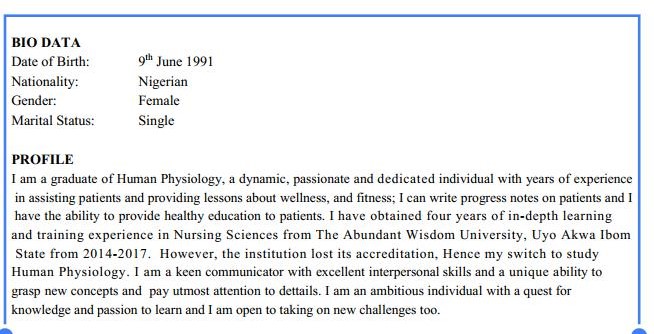 BIO DATA
Date of Birth: 9th June 1991
Nationality: Nigerian
Gender: Female
Marital Status: Single
PROFILE
I am a graduate of Human Physiology, a dynamic, passionate and dedicated individual with years of experience
in assisting patients and providing lessons about wellness, and fitness; I can write progress notes on patients and I
have the ability to provide healthy education to patients. I have obtained four years of in-depth learning
and training experience in Nursing Sciences from The Abundant Wisdom University, Uyo Akwa Ibom
State from 2014-2017. However, the institution lost its accreditation, Hence my switch to study
Human Physiology. I am a keen communicator with excellent interpersonal skills and a unique ability to
grasp new concepts and pay utmost attention to dettails. I am an ambitious individual with a quest for
knowledge and passion to learn and I am open to taking on new challenges too.